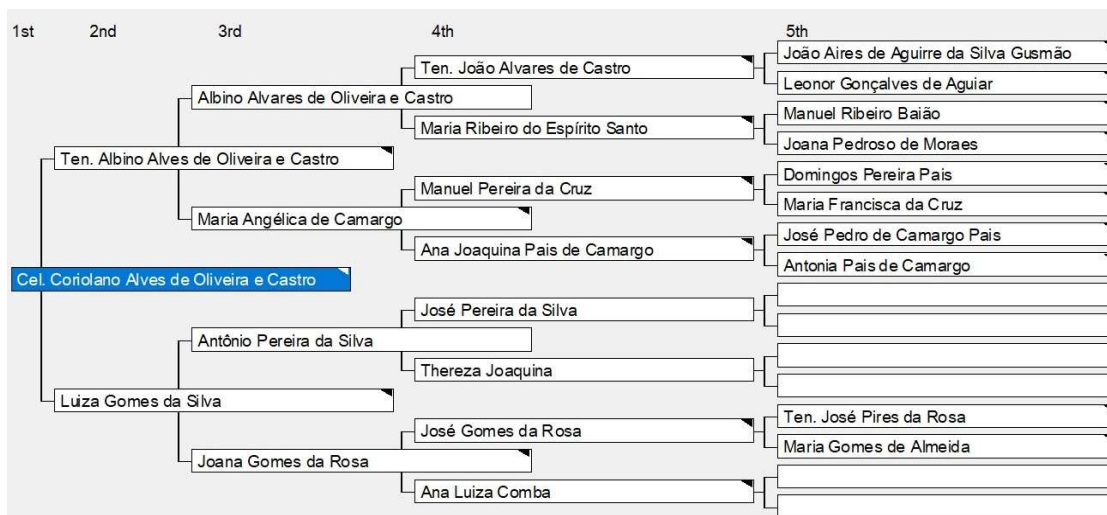 1st 2nd 3rd 4th 5th
João Aires de Aguirre da Silva Gusmão
Ten. João Alvares de Castro
Leonor Gonçalves de Aguiar
Albino Alvares de Oliveira e Castro
Manuel Ribeiro Baião
Maria Ribeiro do Espírito Santo
Joana Pedroso de Moraes
Ten. Albino Alves de Oliveira e Castro
Domingos Pereira Pais
Manuel Pereira da Cruz
Maria Francisca da Cruz
Maria Angélica de Camargo
José Pedro de Camargo Pais
Ana Joaquina Pais de Camargo
Antonia Pais de Camargo
Cel. Coriolano Alves de Oliveira e Castro
José Pereira da Silva
Antônio Pereira da Silva
Thereza Joaquina
Luiza Gomes da Silva
Ten. José Pires da Rosa
José Gomes da Rosa
Maria Gomes de Almeida
Joana Gomes da Rosa
Ana Luiza Comba